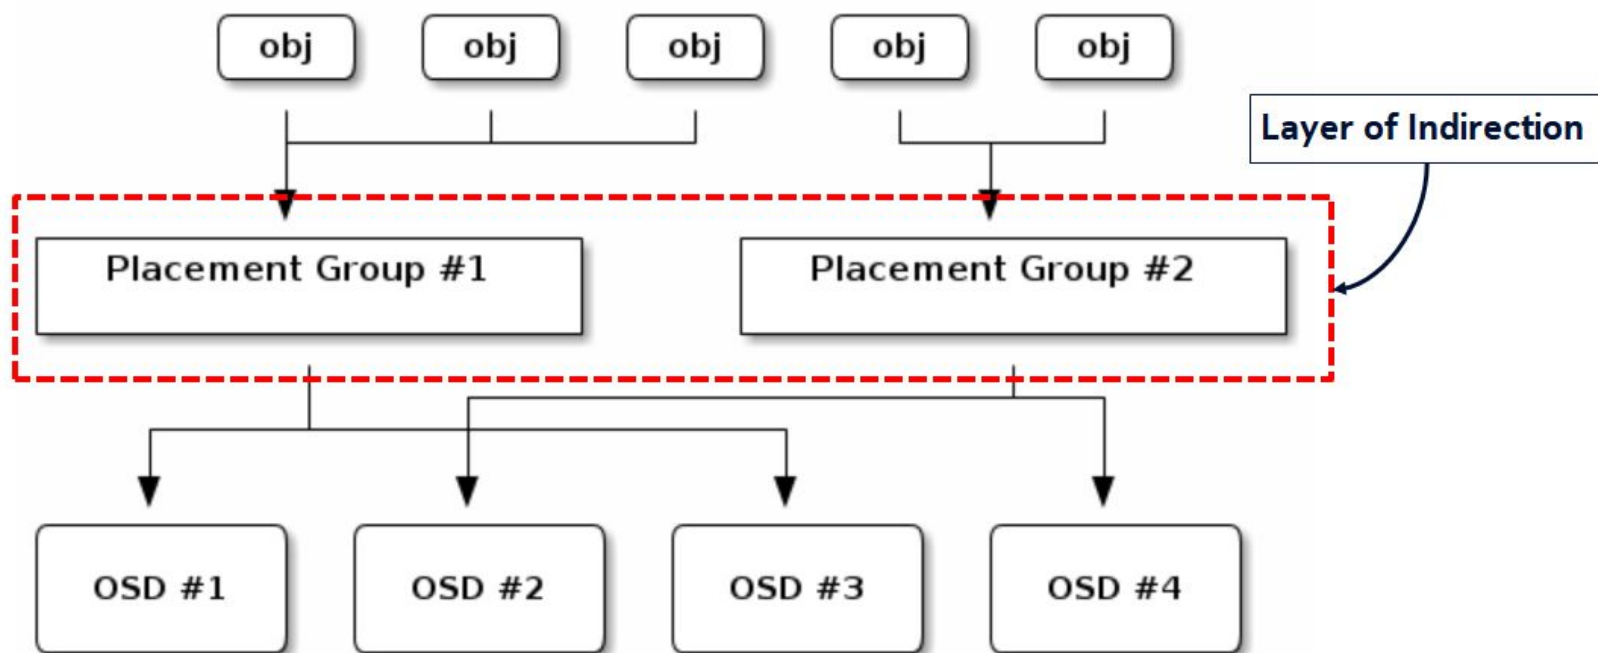 obj
obj
obj
obj
obj
Layer of Indirection
Placement Group #1
Placement Group #2
OSD #1
OSD #2
OSD #3
OSD #4